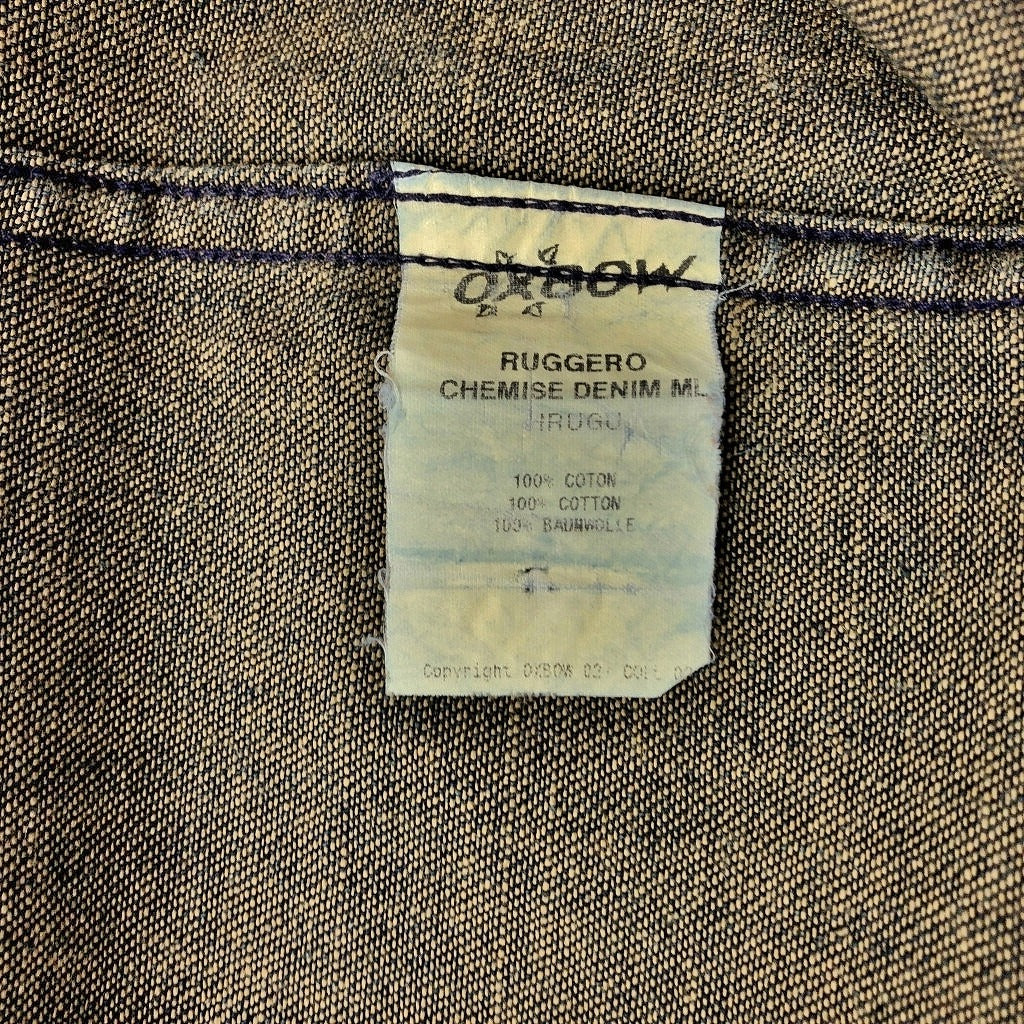 OXBOW
RUGGERO
CHEMISE DENIM ML
100% COTON
100% COTTON
100% BAUMWOLLE
Copyright OXBOW 02